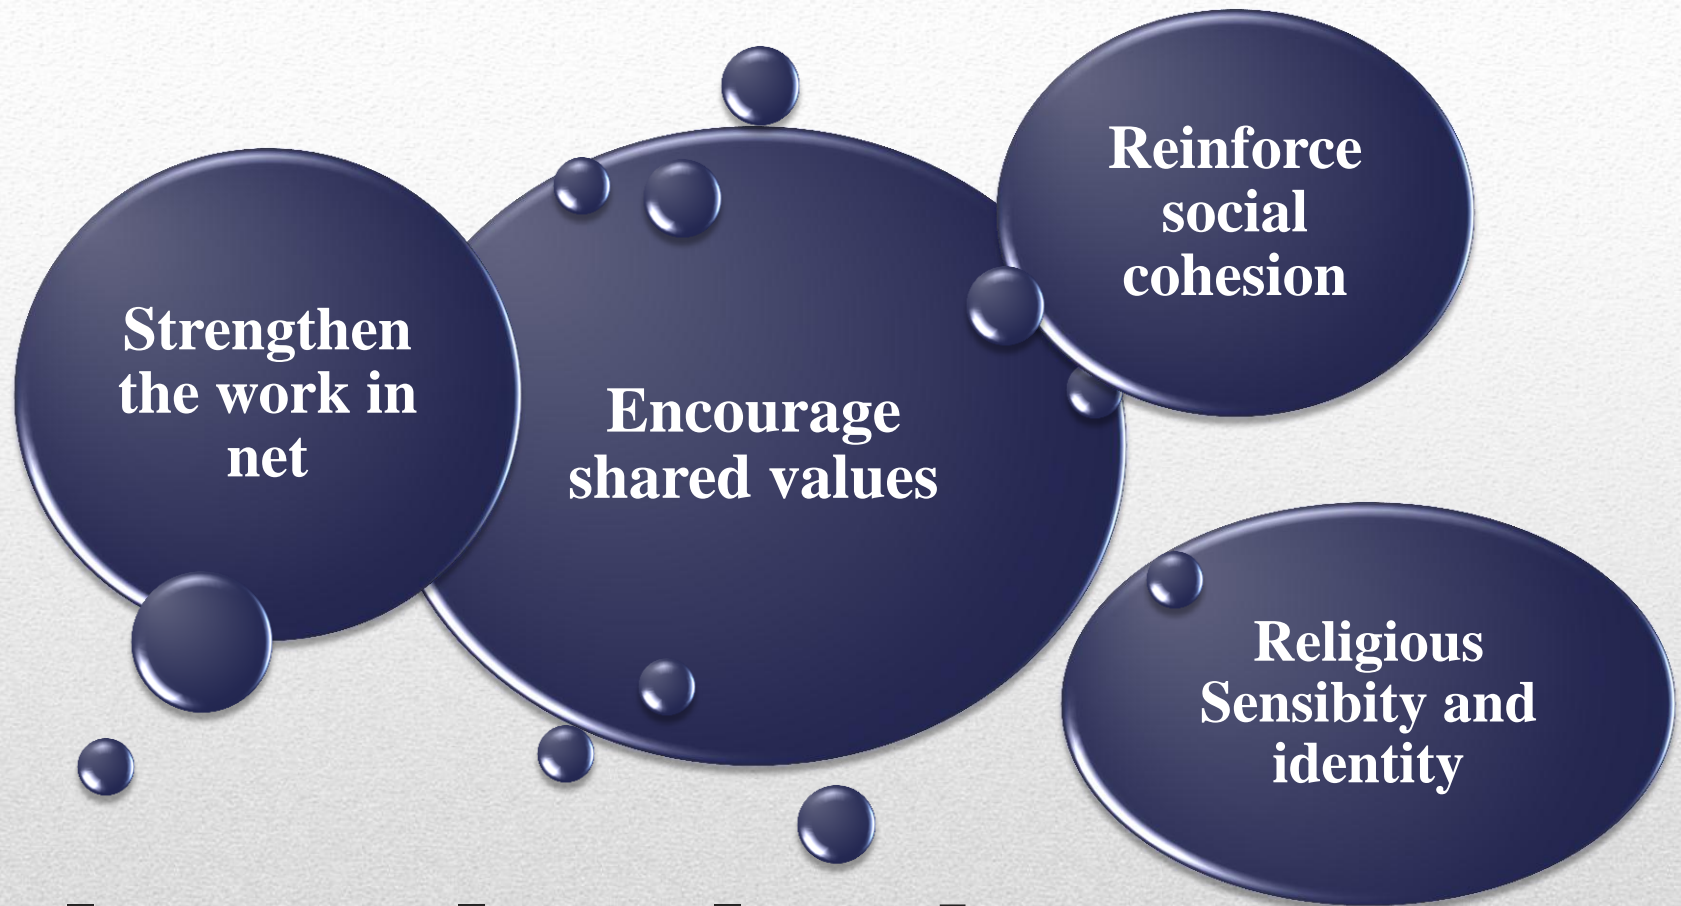 Strengthen
the work in
net
Encourage
shared values
Reinforce
social
cohesion
Religious
Sensibity and
identity